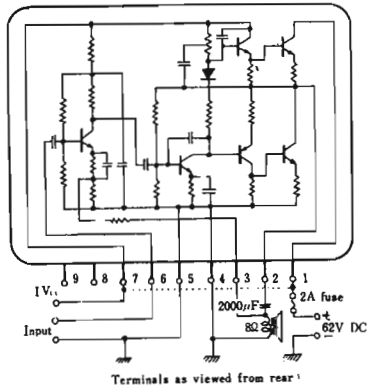 9 8 7 6 5 4 3 2 1
1V
2000μF
2A fuse
Input
8Ω
+
62V DC
−
Terminals as viewed from rear